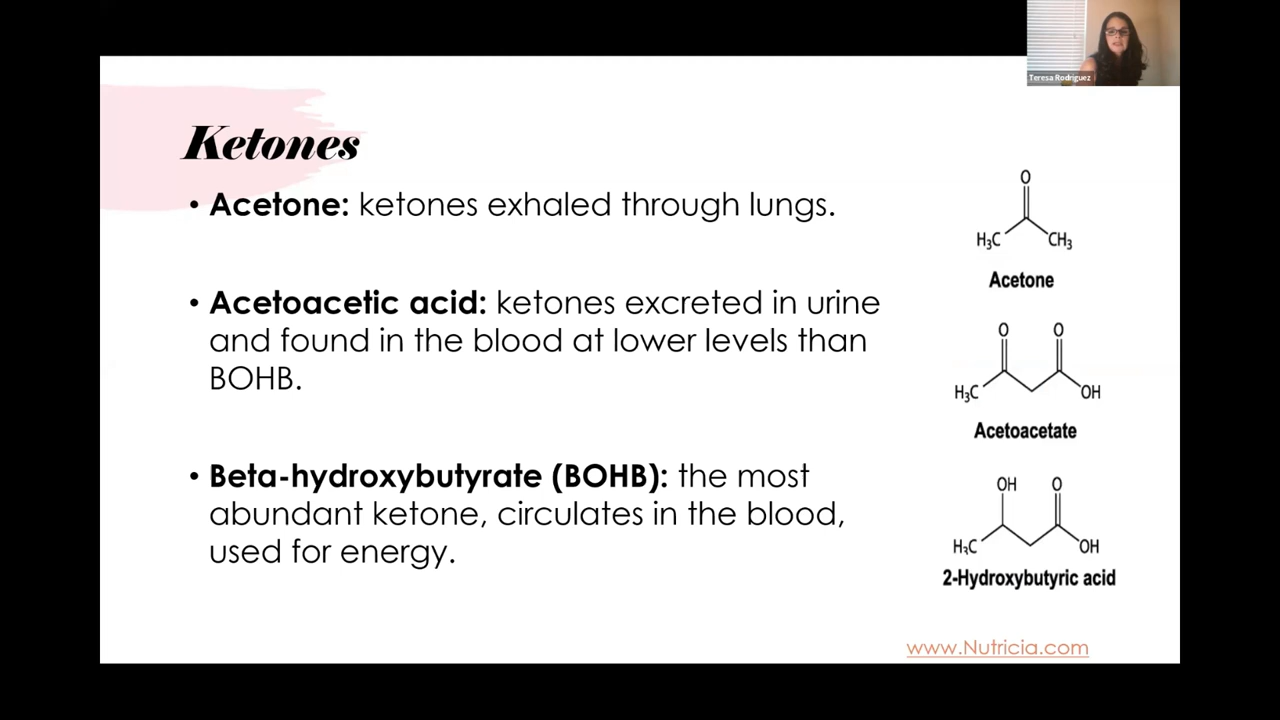 Teresa Rodriguez
Ketones
• Acetone: ketones exhaled through lungs.
• Acetoacetic acid: ketones excreted in urine
and found in the blood at lower levels than
BOHB.
• Beta-hydroxybutyrate (BOHB): the most
abundant ketone, circulates in the blood,
used for energy.
O
H₃C CH₃
Acetone
O O
H₃C OH
Acetoacetate
OH O
H₃C OH
2-Hydroxybutyric acid
www.Nutricia.com